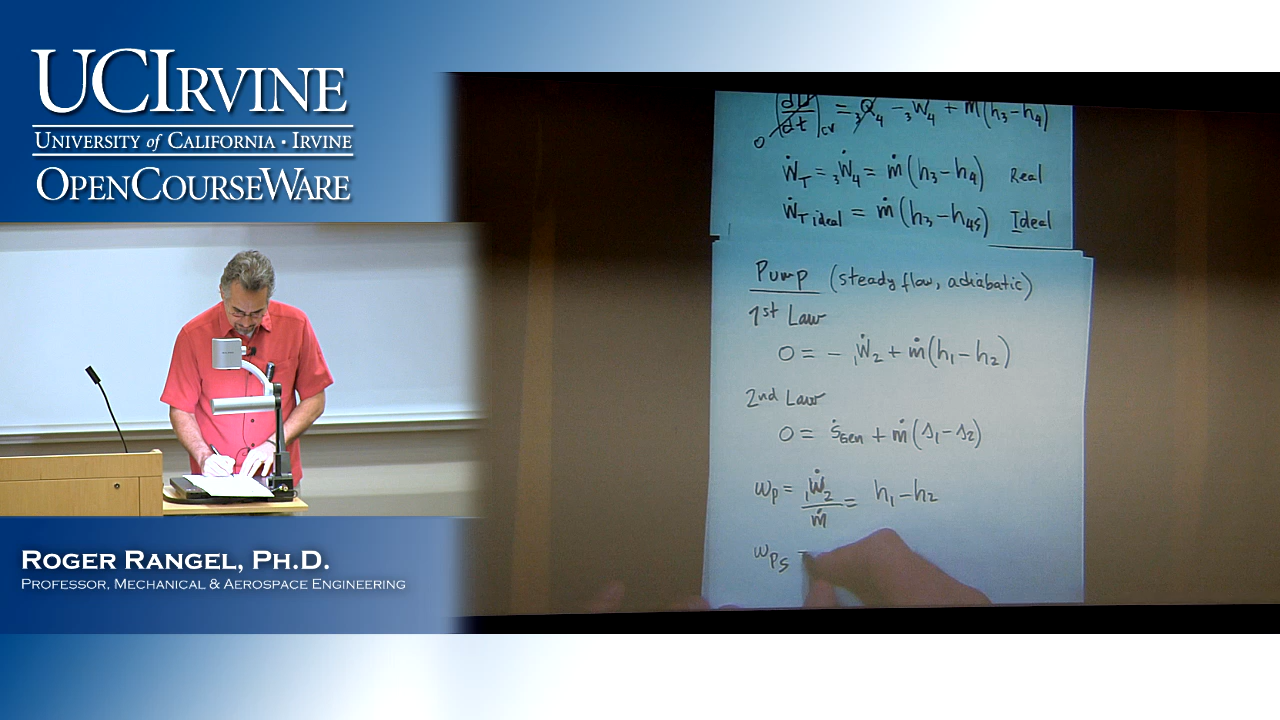 UCIRVINE
UNIVERSITY of CALIFORNIA · IRVINE
OPENCOURSEWARE
ROGER RANGEL, PH.D.
PROFESSOR, MECHANICAL & AEROSPACE ENGINEERING
0 [dU/dt]CV = ₃Q̇₄ − ₃Ẇ₄ + ṁ(h₃−h₄)
Ẇ_T = ₃Ẇ₄ = ṁ(h₃−h₄) Real
Ẇ_T ideal = ṁ(h₃−h₄s) Ideal
Pump (steady flow, adiabatic)
1st Law
0 = − ₁Ẇ₂ + ṁ(h₁−h₂)
2nd Law
0 = Ṡ_Gen + ṁ(s₁−s₂)
w_P = ₁Ẇ₂/ṁ = h₁−h₂
w_Ps =